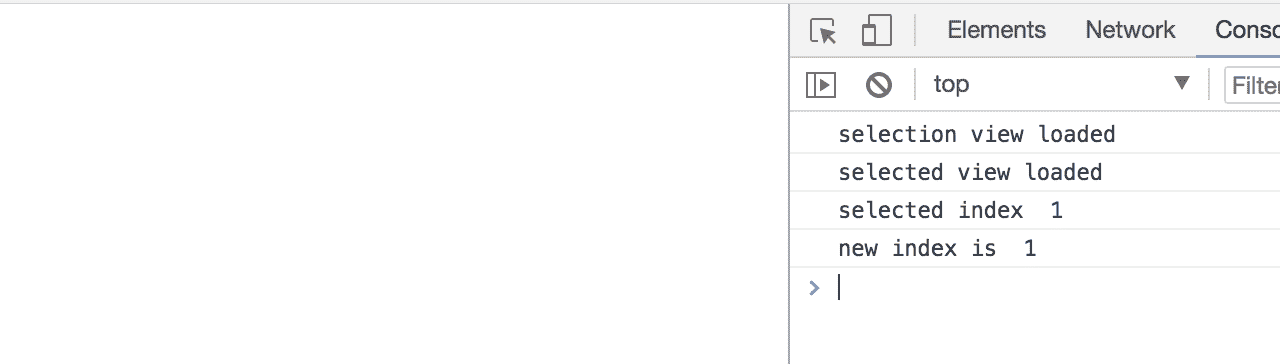 Elements Network Conso
top Filter
selection view loaded
selected view loaded
selected index 1
new index is 1